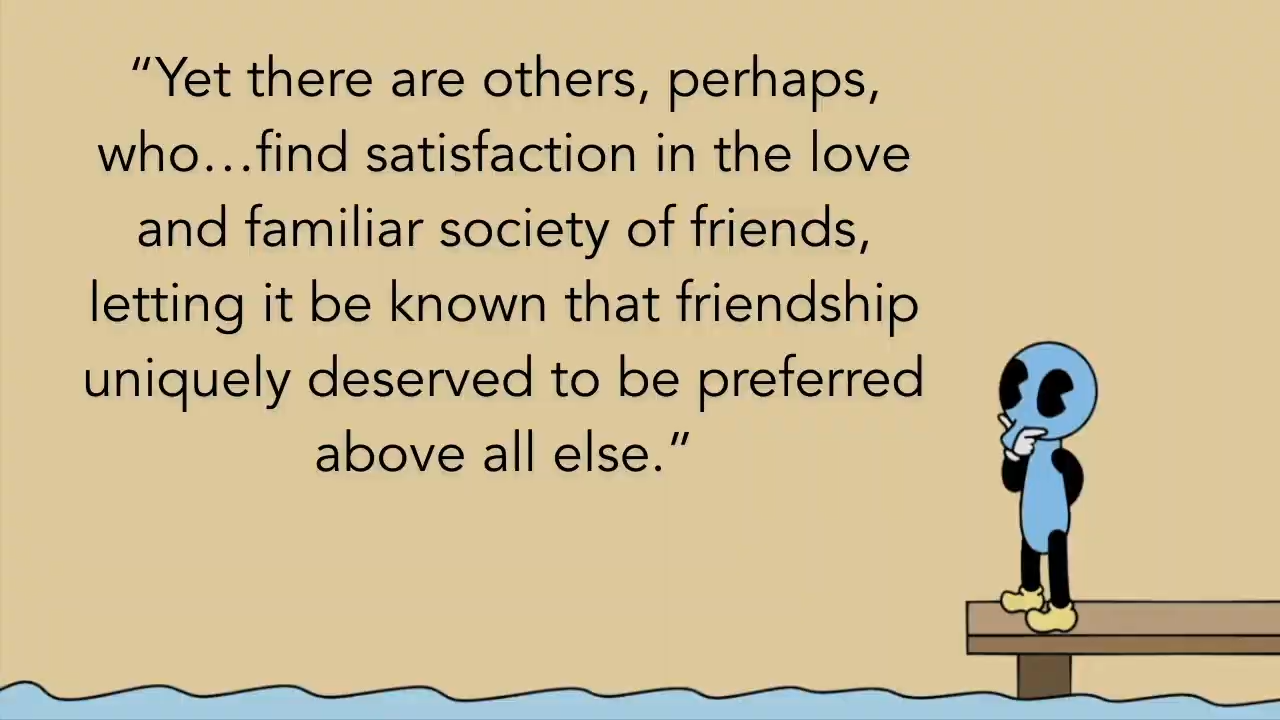 “Yet there are others, perhaps,
who…find satisfaction in the love
and familiar society of friends,
letting it be known that friendship
uniquely deserved to be preferred
above all else.”